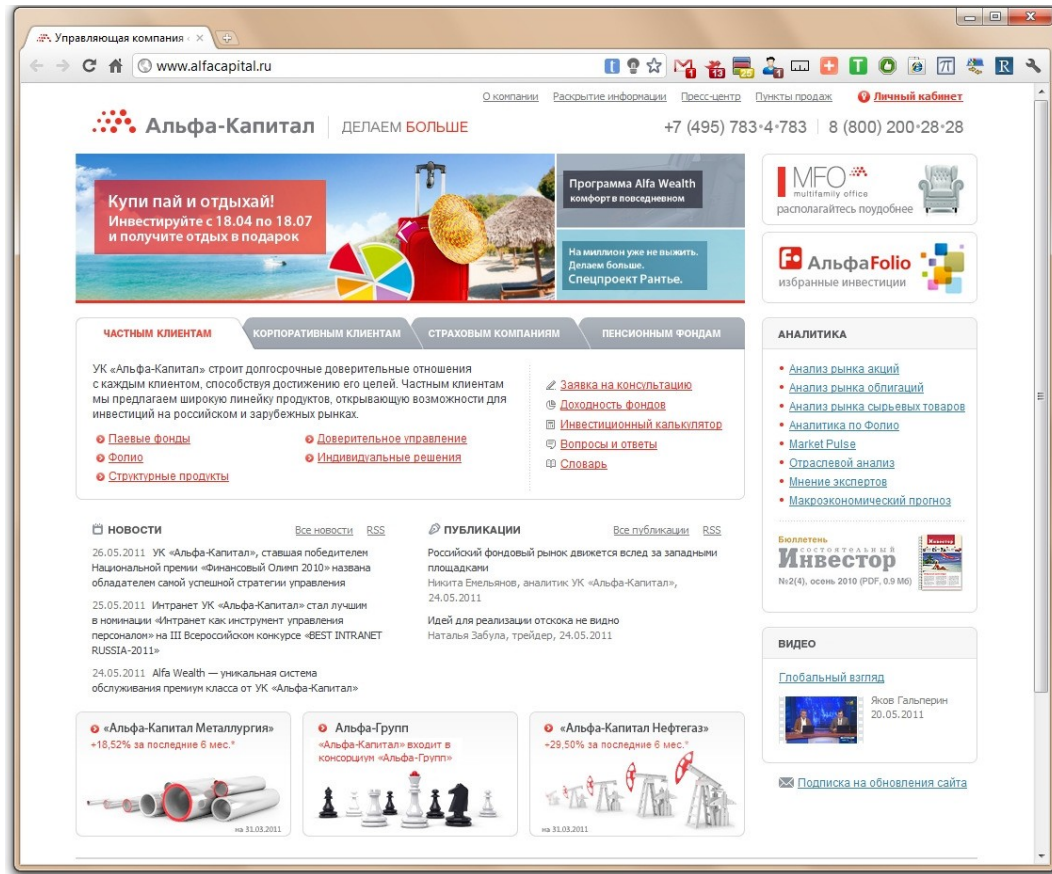 Управляющая компания «
www.alfacapital.ru
О компании Раскрытие информации Пресс-центр Пункты продаж Личный кабинет
Альфа-Капитал ДЕЛАЕМ БОЛЬШЕ
+7 (495) 783•4•783 8 (800) 200•28•28
Купи пай и отдыхай!
Инвестируйте с 18.04 по 18.07
и получите отдых в подарок
Программа Alfa Wealth
комфорт в повседневном
На миллион уже не выжить.
Делаем больше.
Спецпроект Рантье.
MFO
multifamily office
располагайтесь поудобнее
АльфаFolio
избранные инвестиции
ЧАСТНЫМ КЛИЕНТАМ КОРПОРАТИВНЫМ КЛИЕНТАМ СТРАХОВЫМ КОМПАНИЯМ ПЕНСИОННЫМ ФОНДАМ
УК «Альфа-Капитал» строит долгосрочные доверительные отношения
с каждым клиентом, способствуя достижению его целей. Частным клиентам
мы предлагаем широкую линейку продуктов, открывающую возможности для
инвестиций на российском и зарубежных рынках.
Паевые фонды
Фолио
Структурные продукты
Доверительное управление
Индивидуальные решения
Заявка на консультацию
Доходность фондов
Инвестиционный калькулятор
Вопросы и ответы
Словарь
АНАЛИТИКА
Анализ рынка акций
Анализ рынка облигаций
Анализ рынка сырьевых товаров
Аналитика по Фолио
Market Pulse
Отраслевой анализ
Мнение экспертов
Макроэкономический прогноз
Бюллетень
СОСТОЯТЕЛЬНЫЙ
Инвестор
№2(4), осень 2010 (PDF, 0.9 Мб)
НОВОСТИ Все новости RSS
26.05.2011 УК «Альфа-Капитал», ставшая победителем
Национальной премии «Финансовый Олимп 2010» названа
обладателем самой успешной стратегии управления
25.05.2011 Интранет УК «Альфа-Капитал» стал лучшим
в номинации «Интранет как инструмент управления
персоналом» на III Всероссийском конкурсе «BEST INTRANET
RUSSIA-2011»
24.05.2011 Alfa Wealth — уникальная система
обслуживания премиум класса от УК «Альфа-Капитал»
ПУБЛИКАЦИИ Все публикации RSS
Российский фондовый рынок движется вслед за западными
площадками
Никита Емельянов, аналитик УК «Альфа-Капитал»,
24.05.2011
Идей для реализации отскока не видно
Наталья Забула, трейдер, 24.05.2011
ВИДЕО
Глобальный взгляд
Яков Гальперин
20.05.2011
Подписка на обновления сайта
«Альфа-Капитал Металлургия»
+18,52% за последние 6 мес.*
на 31.03.2011
Альфа-Групп
«Альфа-Капитал» входит в
консорциум «Альфа-Групп»
«Альфа-Капитал Нефтегаз»
+29,50% за последние 6 мес.*
на 31.03.2011